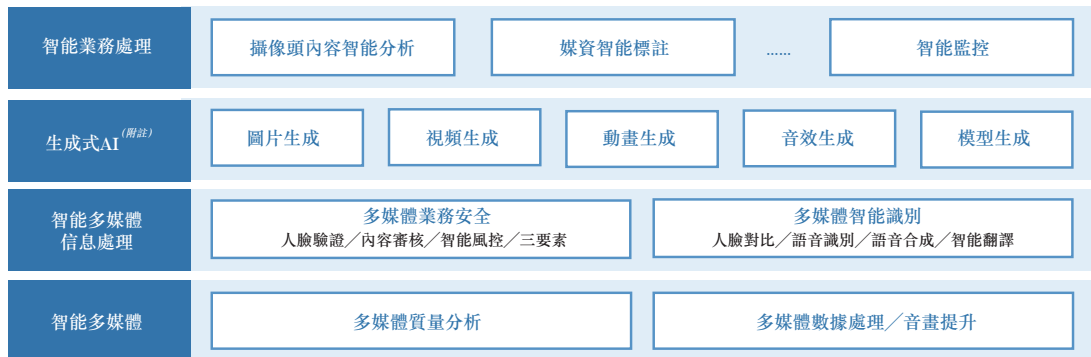 智能業務處理
攝像頭內容智能分析
媒資智能標註
......
智能監控
生成式AI(附註)
圖片生成
視頻生成
動畫生成
音效生成
模型生成
智能多媒體
信息處理
多媒體業務安全
人臉驗證／內容審核／智能風控／三要素
多媒體智能識別
人臉對比／語音識別／語音合成／智能翻譯
智能多媒體
多媒體質量分析
多媒體數據處理／音畫提升